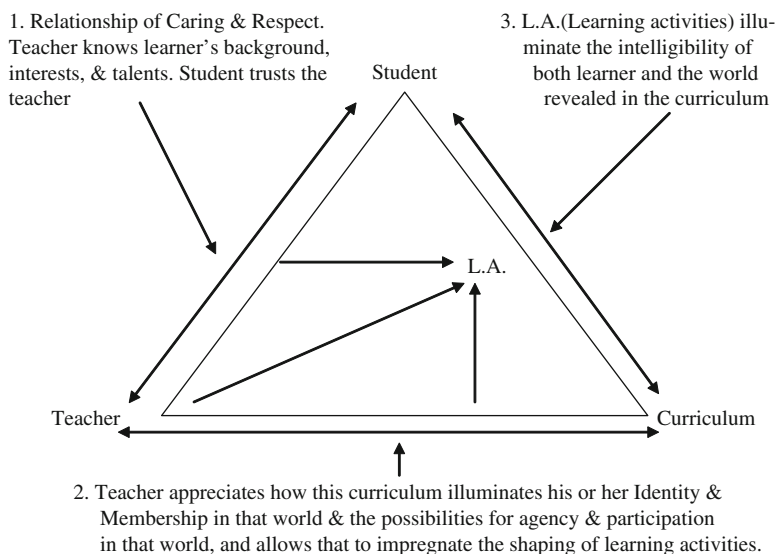 1. Relationship of Caring & Respect.
Teacher knows learner's background,
interests, & talents. Student trusts the
teacher
3. L.A.(Learning activities) illu-
minate the intelligibility of
both learner and the world
revealed in the curriculum
Student
L.A.
Teacher
Curriculum
2. Teacher appreciates how this curriculum illuminates his or her Identity &
Membership in that world & the possibilities for agency & participation
in that world, and allows that to impregnate the shaping of learning activities.